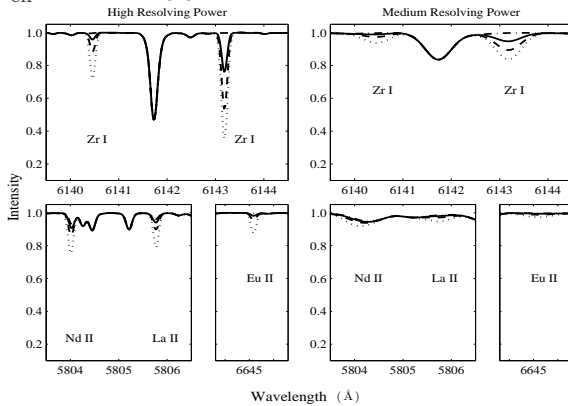 High Resolving Power
Medium Resolving Power
Intensity
1.0
0.8
0.6
0.4
0.2
Zr I
Zr I
6140 6141 6142 6143 6144
Zr I
Zr I
6140 6141 6142 6143 6144
1.0
0.8
0.6
0.4
0.2
Nd II
La II
5804 5805 5806
Eu II
6645
Nd II
La II
5804 5805 5806
Eu II
6645
Wavelength (Å)